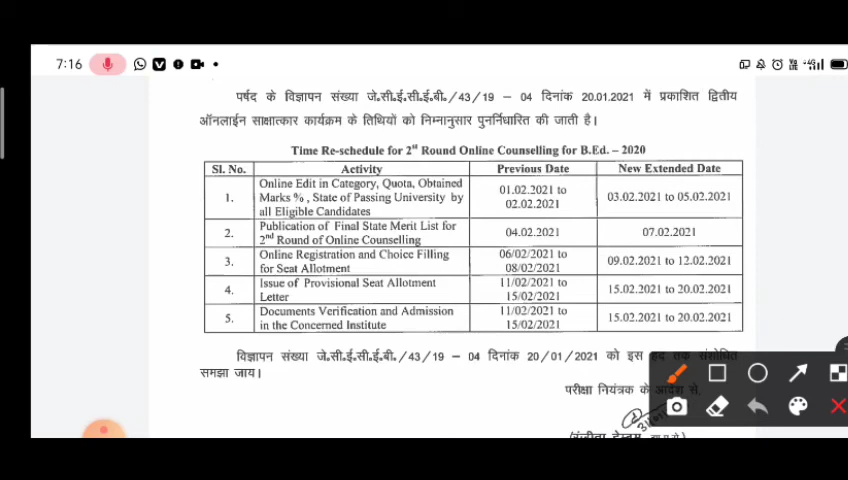 7:16
पर्षद के विज्ञापन संख्या जे.सी.ई.सी.ई.बी./43/19 – 04 दिनांक 20.01.2021 में प्रकाशित द्वितीय
ऑनलाईन साक्षात्कार कार्यक्रम के तिथियों को निम्नानुसार पुनर्निधारित की जाती है।
Time Re-schedule for 2nd Round Online Counselling for B.Ed. – 2020
Sl. No. Activity Previous Date New Extended Date
1. Online Edit in Category, Quota, Obtained Marks %, State of Passing University by all Eligible Candidates 01.02.2021 to 02.02.2021 03.02.2021 to 05.02.2021
2. Publication of Final State Merit List for 2nd Round of Online Counselling 04.02.2021 07.02.2021
3. Online Registration and Choice Filling for Seat Allotment 06/02/2021 to 08/02/2021 09.02.2021 to 12.02.2021
4. Issue of Provisional Seat Allotment Letter 11/02/2021 to 15/02/2021 15.02.2021 to 20.02.2021
5. Documents Verification and Admission in the Concerned Institute 11/02/2021 to 15/02/2021 15.02.2021 to 20.02.2021
विज्ञापन संख्या जे.सी.ई.सी.ई.बी./43/19 – 04 दिनांक 20/01/2021 को इस हद तक संशोधित
समझा जाय।
परीक्षा नियंत्रक के आदेश से